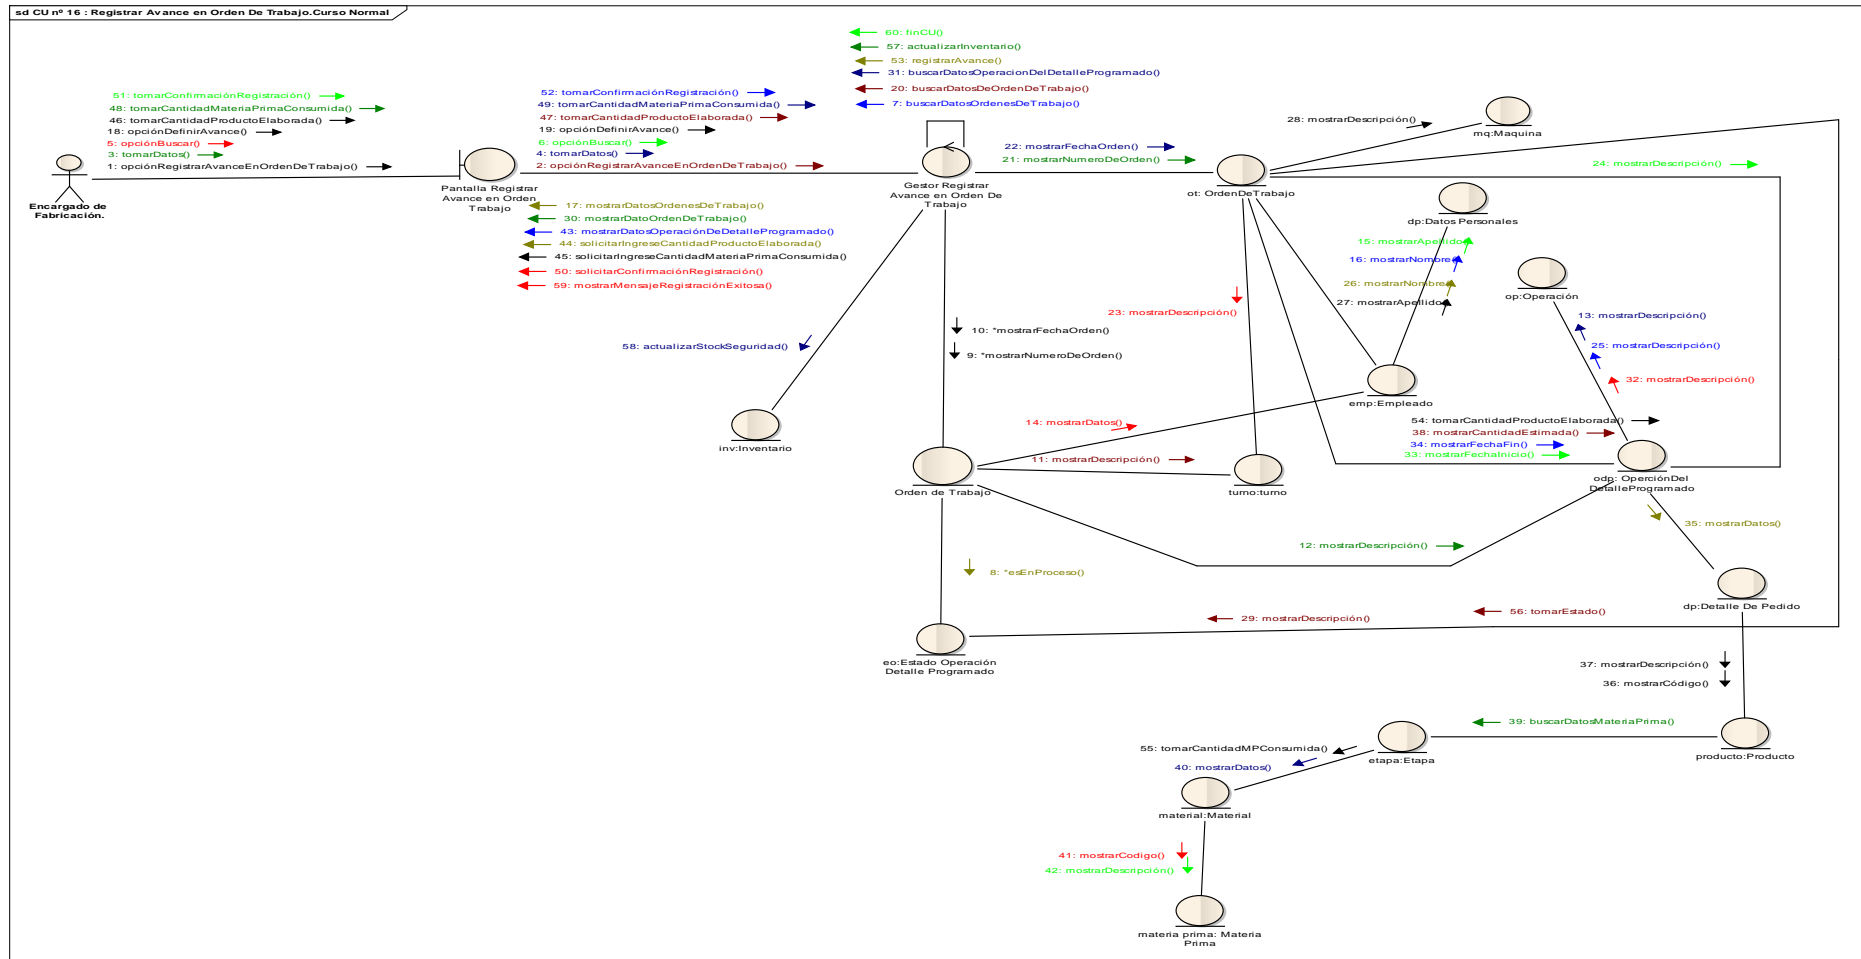 sd CU nº 16 : Registrar Avance en Orden De Trabajo.Curso Normal
60: finCU()
57: actualizarInventario()
53: registrarAvance()
31: buscarDatosOperacionDelDetalleProgramado()
20: buscarDatosDeOrdenDeTrabajo()
7: buscarDatosOrdenesDeTrabajo()
51: tomarConfirmaciónRegistración()
48: tomarCantidadMateriaPrimaConsumida()
46: tomarCantidadProductoElaborada()
18: opciónDefinirAvance()
5: opciónBuscar()
3: tomarDatos()
1: opciónRegistrarAvanceEnOrdenDeTrabajo()
52: tomarConfirmaciónRegistración()
49: tomarCantidadMateriaPrimaConsumida()
47: tomarCantidadProductoElaborada()
19: opciónDefinirAvance()
6: opciónBuscar()
4: tomarDatos()
2: opciónRegistrarAvanceEnOrdenDeTrabajo()
Encargado de
Fabricación.
Pantalla Registrar
Avance en Orden
Trabajo
Gestor Registrar
Avance en Orden De
Trabajo
22: mostrarFechaOrden()
21: mostrarNumeroDeOrden()
ot: OrdenDeTrabajo
28: mostrarDescripción()
mq:Maquina
24: mostrarDescripción()
dp:Datos Personales
17: mostrarDatosOrdenesDeTrabajo()
30: mostrarDatoOrdenDeTrabajo()
43: mostrarDatosOperaciónDeDetalleProgramado()
44: solicitarIngreseCantidadProductoElaborada()
45: solicitarIngreseCantidadMateriaPrimaConsumida()
50: solicitarConfirmaciónRegistración()
59: mostrarMensajeRegistraciónExitosa()
15: mostrarApellido()
16: mostrarNombre()
26: mostrarNombre()
27: mostrarApellido()
op:Operación
23: mostrarDescripción()
13: mostrarDescripción()
25: mostrarDescripción()
32: mostrarDescripción()
10: *mostrarFechaOrden()
9: *mostrarNumeroDeOrden()
58: actualizarStockSeguridad()
emp:Empleado
inv:Inventario
14: mostrarDatos()
54: tomarCantidadProductoElaborada()
38: mostrarCantidadEstimada()
34: mostrarFechaFin()
33: mostrarFechaInicio()
11: mostrarDescripción()
Orden de Trabajo
turno:turno
odp: OperciónDel
DetalleProgramado
35: mostrarDatos()
12: mostrarDescripción()
8: *esEnProceso()
dp:Detalle De Pedido
56: tomarEstado()
29: mostrarDescripción()
eo:Estado Operación
Detalle Programado
37: mostrarDescripción()
36: mostrarCódigo()
39: buscarDatosMateriaPrima()
producto:Producto
etapa:Etapa
55: tomarCantidadMPConsumida()
40: mostrarDatos()
material:Material
41: mostrarCodigo()
42: mostrarDescripción()
materia prima: Materia
Prima